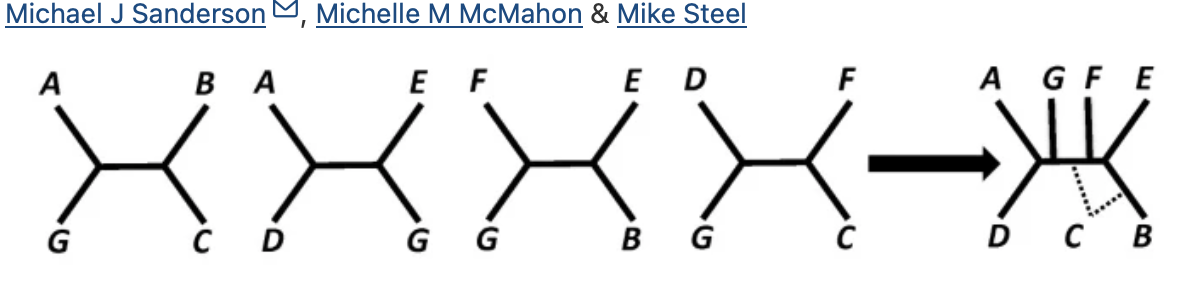 Michael J Sanderson, Michelle M McMahon & Mike Steel
A B A E F E D F A G F E
G C D G G B G C D C B